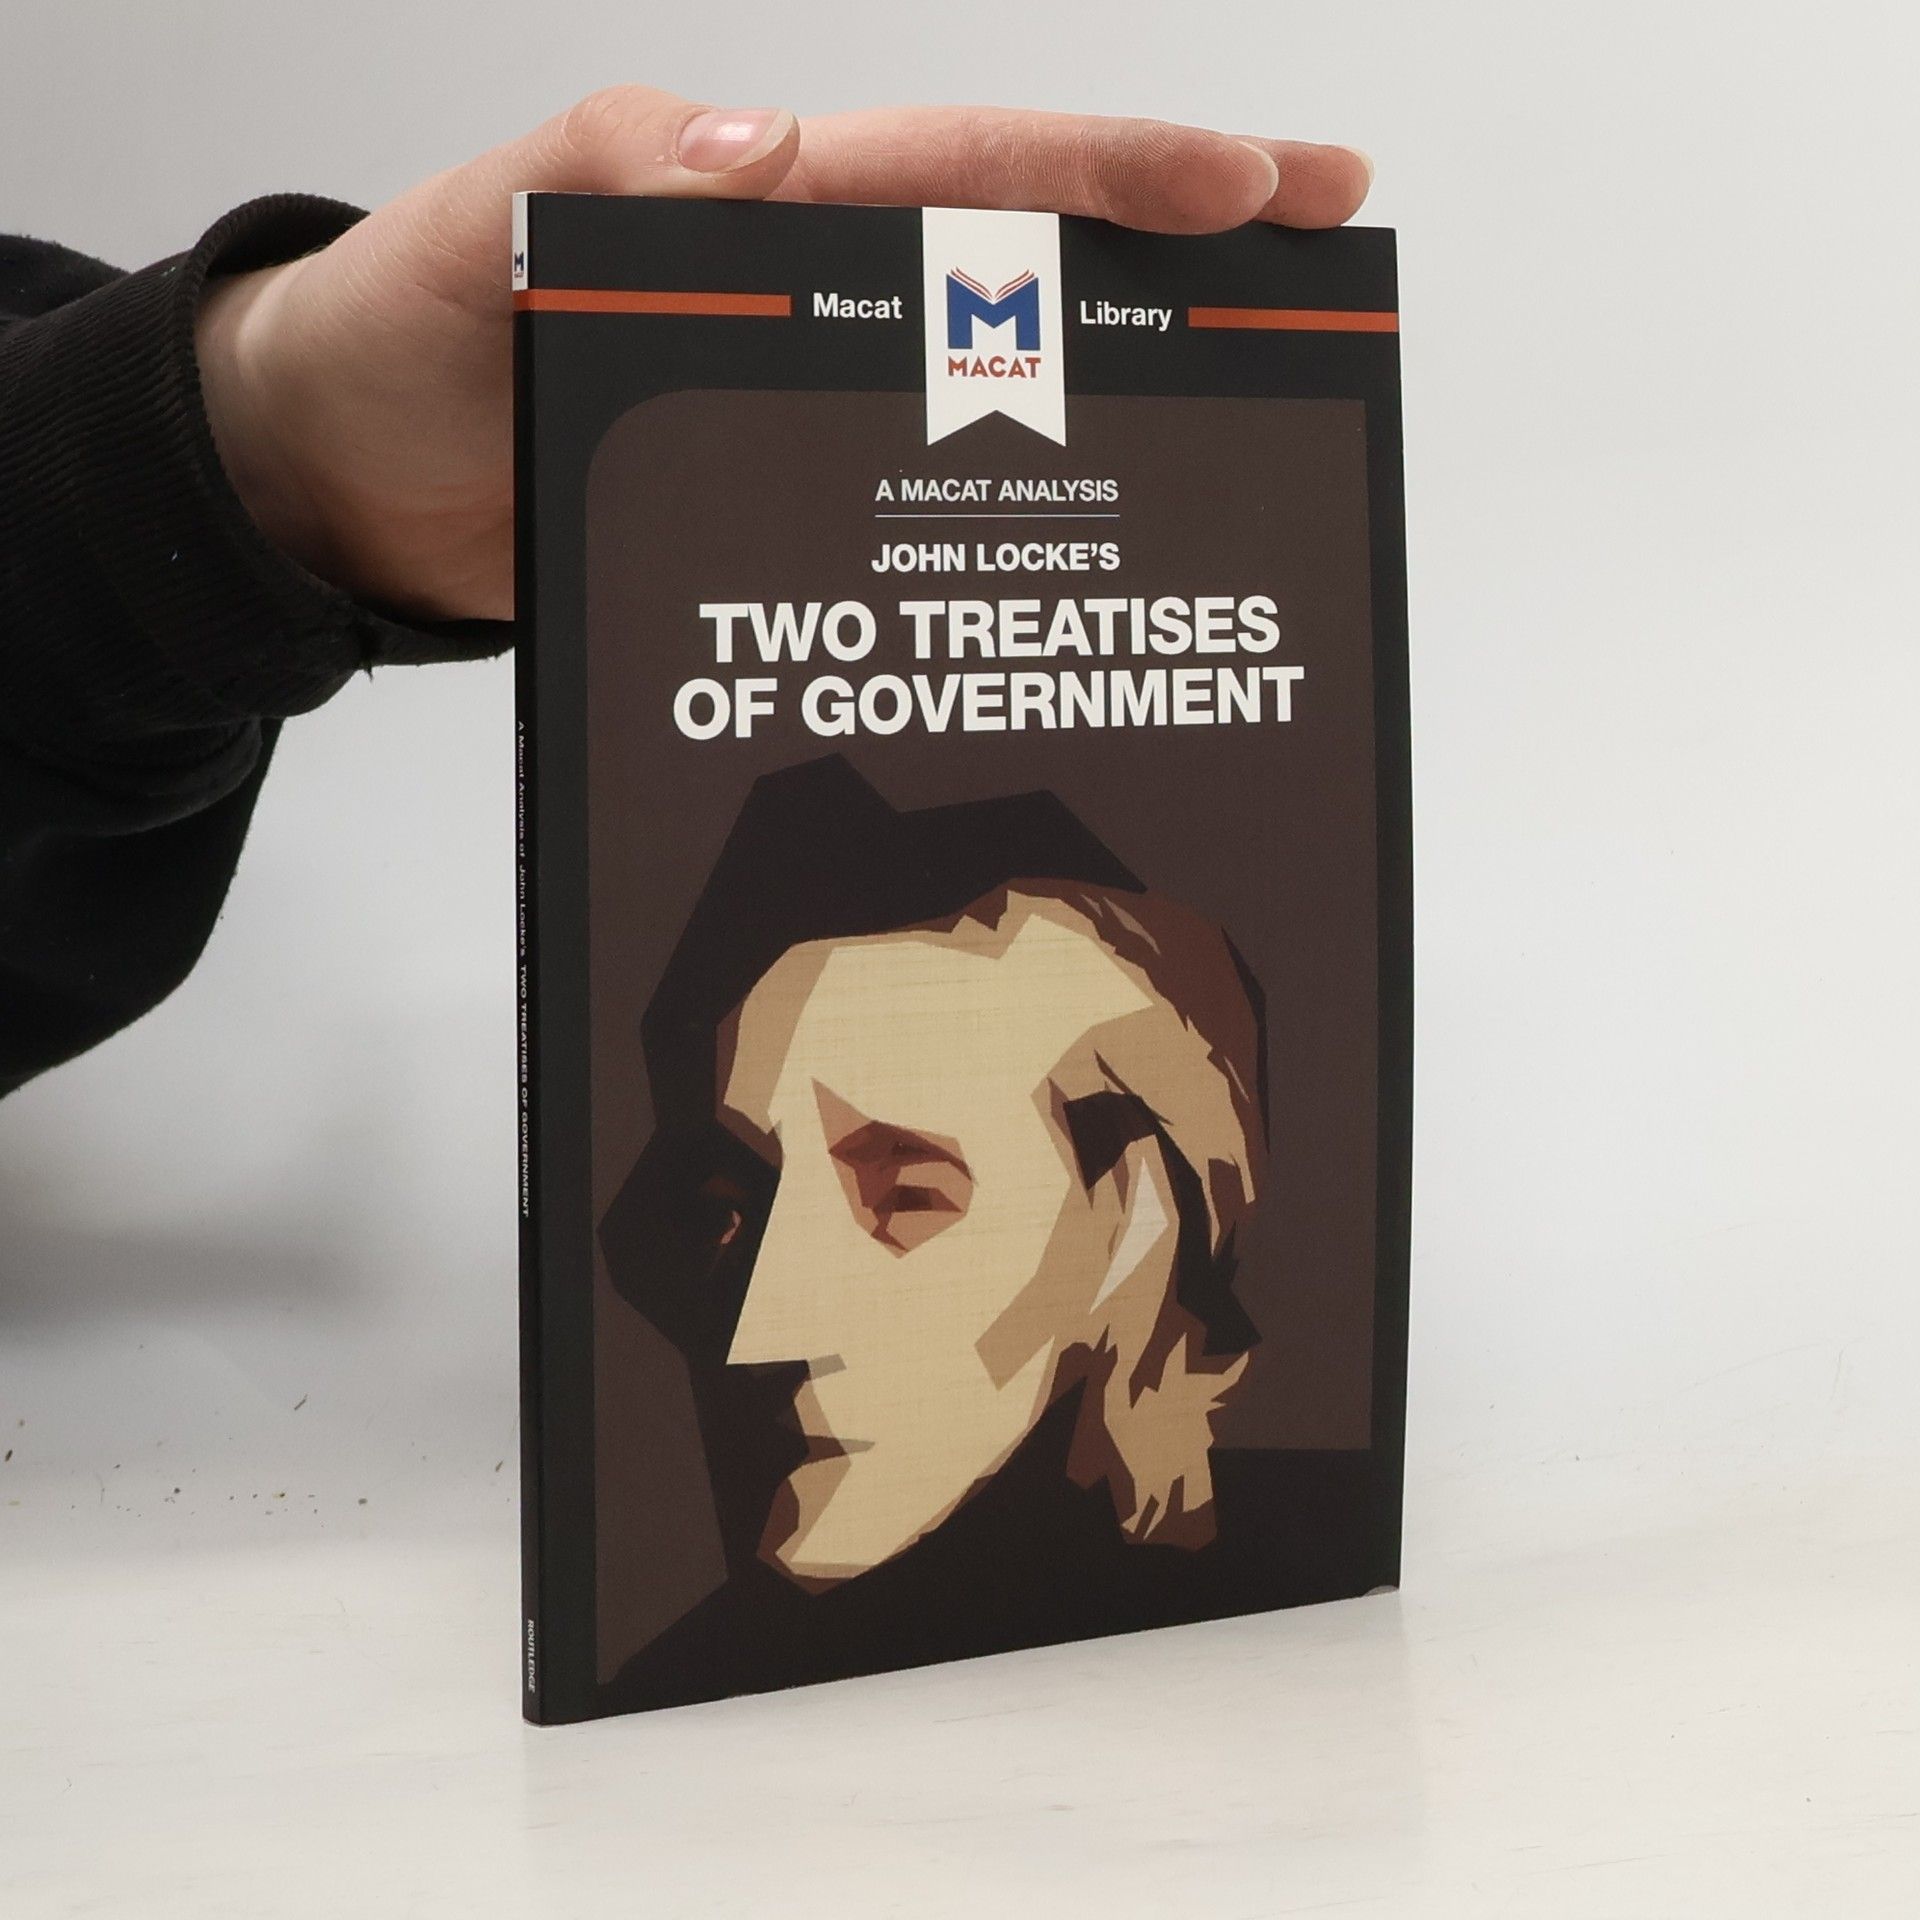 Macat Library
M
MACAT
A MACAT ANALYSIS
JOHN LOCKE'S
TWO TREATISES
OF GOVERNMENT
A Macat Analysis of John Locke's TWO TREATISES OF GOVERNMENT
ROUTLEDGE